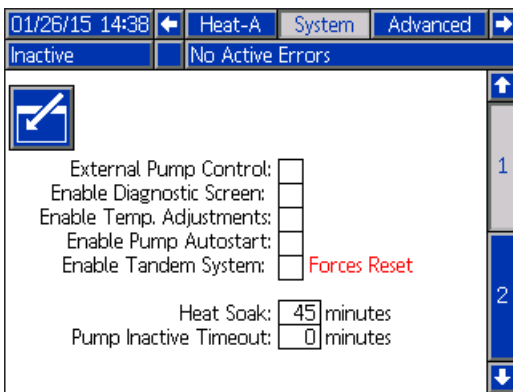 01/26/15 14:38 Heat-A System Advanced
Inactive No Active Errors
1
External Pump Control:
Enable Diagnostic Screen:
Enable Temp. Adjustments:
Enable Pump Autostart:
Enable Tandem System: Forces Reset
2
Heat Soak: 45 minutes
Pump Inactive Timeout: 0 minutes